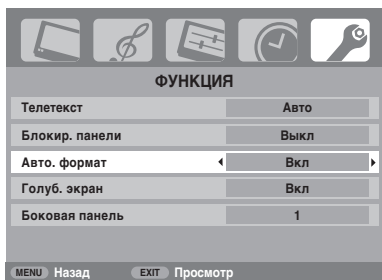 ФУНКЦИЯ
Телетекст Авто
Блокир. панели Выкл
Авто. формат Вкл
Голуб. экран Вкл
Боковая панель 1
MENU Назад EXIT Просмотр